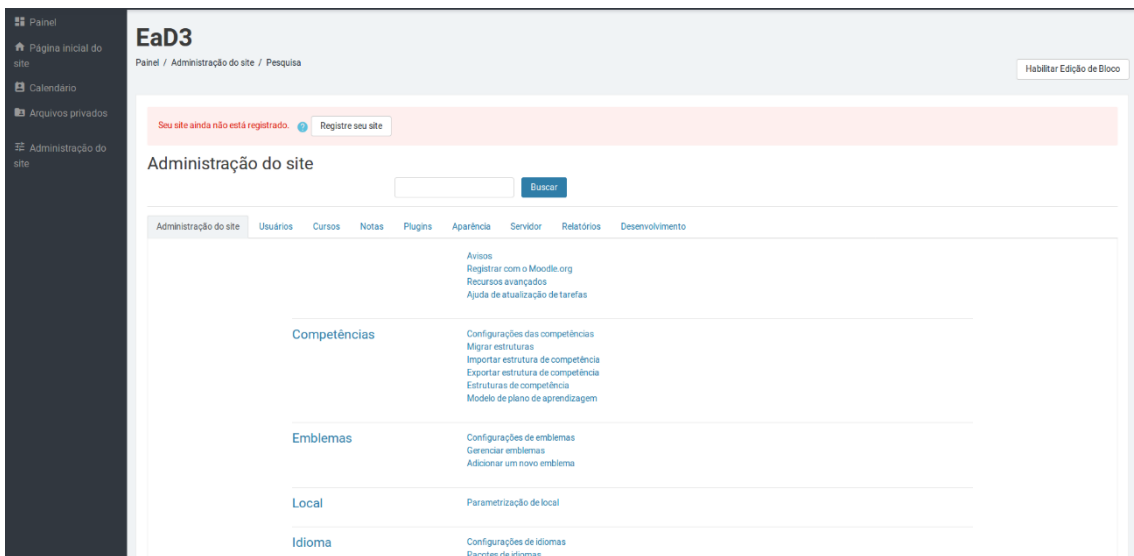 Painel
Página inicial do
site
Calendário
Arquivos privados
Administração do
site
EaD3
Painel / Administração do site / Pesquisa
Habilitar Edição de Bloco
Seu site ainda não está registrado. ? Registre seu site
Administração do site
Buscar
Administração do site Usuários Cursos Notas Plugins Aparência Servidor Relatórios Desenvolvimento
Avisos
Registrar com o Moodle.org
Recursos avançados
Ajuda de atualização de tarefas
Competências
Configurações das competências
Migrar estruturas
Importar estrutura de competência
Exportar estrutura de competência
Estruturas de competência
Modelo de plano de aprendizagem
Emblemas
Configurações de emblemas
Gerenciar emblemas
Adicionar um novo emblema
Local
Parametrização de local
Idioma
Configurações de idiomas
Pacotes de idiomas